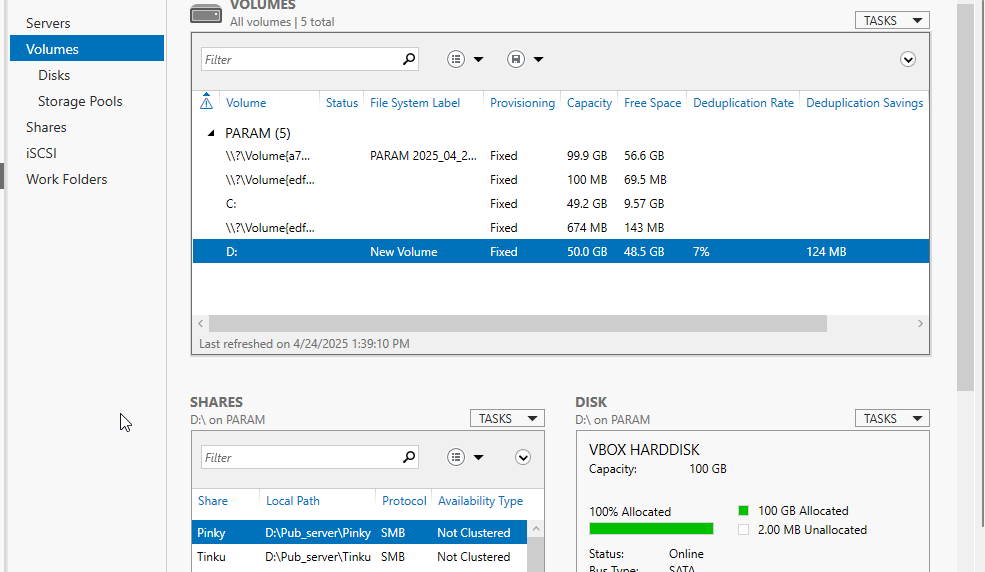 Servers
Volumes
Disks
Storage Pools
Shares
iSCSI
Work Folders
VOLUMES
All volumes | 5 total
TASKS
Filter
Volume Status File System Label Provisioning Capacity Free Space Deduplication Rate Deduplication Savings
PARAM (5)
\\?\Volume{a7... PARAM 2025_04_2... Fixed 99.9 GB 56.6 GB
\\?\Volume{edf... Fixed 100 MB 69.5 MB
C: Fixed 49.2 GB 9.57 GB
\\?\Volume{edf... Fixed 674 MB 143 MB
D: New Volume Fixed 50.0 GB 48.5 GB 7% 124 MB
Last refreshed on 4/24/2025 1:39:10 PM
SHARES
D:\ on PARAM
TASKS
Filter
Share Local Path Protocol Availability Type
Pinky D:\Pub_server\Pinky SMB Not Clustered
Tinku D:\Pub_server\Tinku SMB Not Clustered
DISK
D:\ on PARAM
TASKS
VBOX HARDDISK
Capacity: 100 GB
100% Allocated
100 GB Allocated
2.00 MB Unallocated
Status: Online
Bus Type: SATA